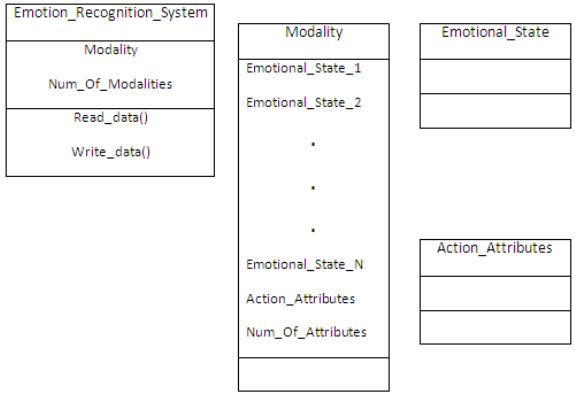 Emotion_Recognition_System
Modality
Num_Of_Modalities
Read_data()
Write_data()
Modality
Emotional_State_1
Emotional_State_2
.
.
.
Emotional_State_N
Action_Attributes
Num_Of_Attributes
Emotional_State
Action_Attributes